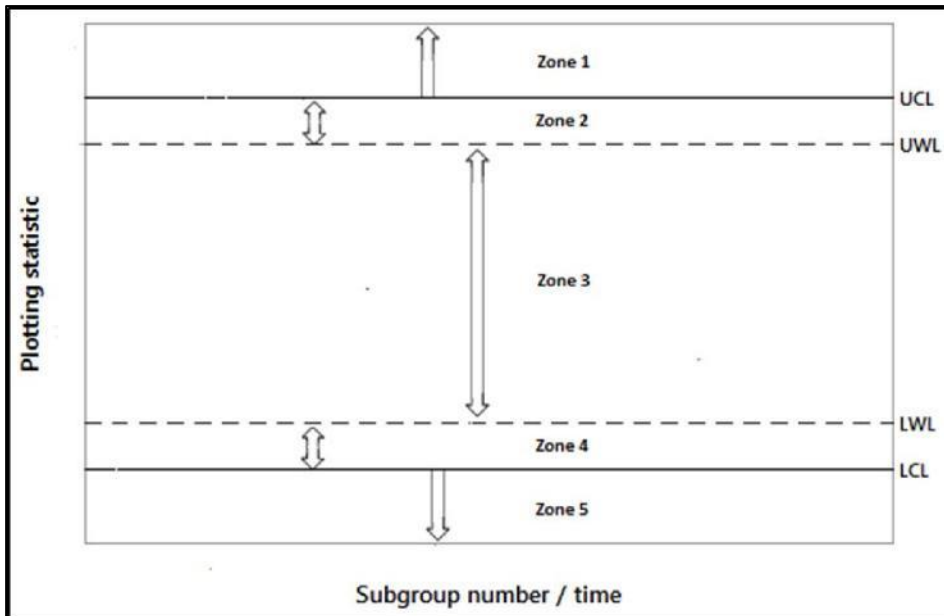 Zone 1
UCL
Zone 2
UWL
Plotting statistic
Zone 3
LWL
Zone 4
LCL
Zone 5
Subgroup number / time